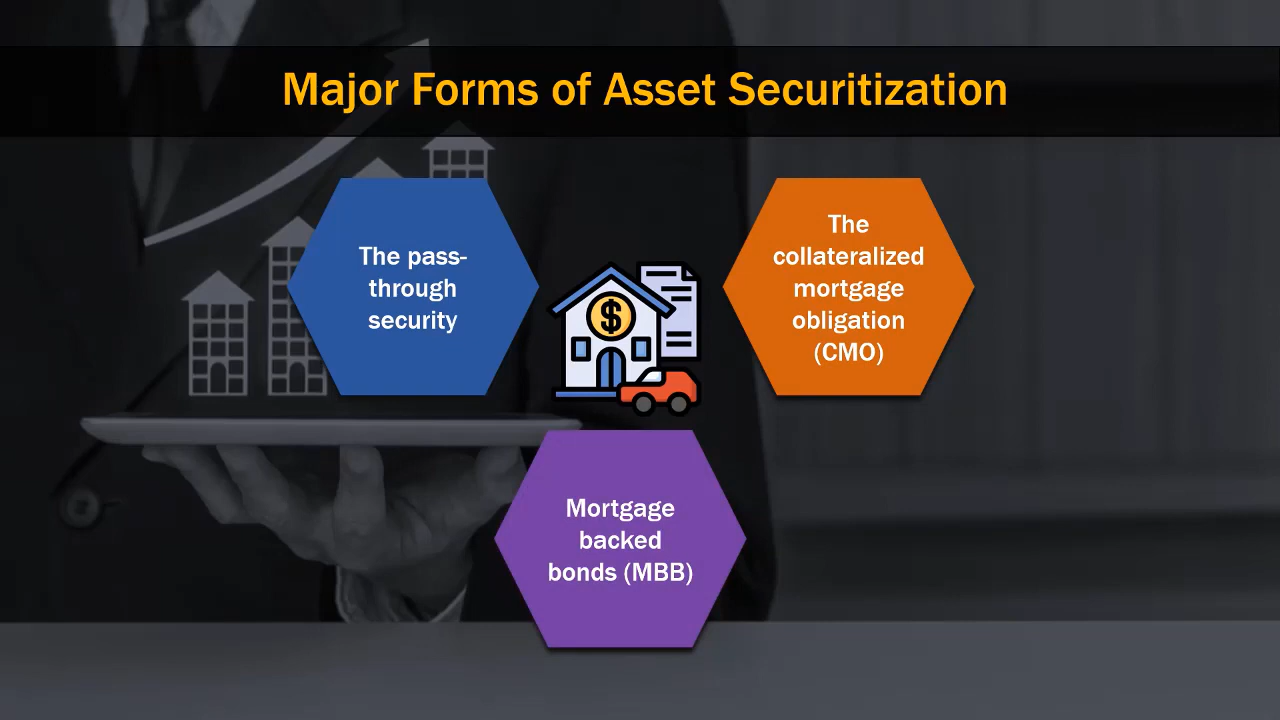 Major Forms of Asset Securitization
The pass-
through
security
The
collateralized
mortgage
obligation
(CMO)
$
Mortgage
backed
bonds (MBB)